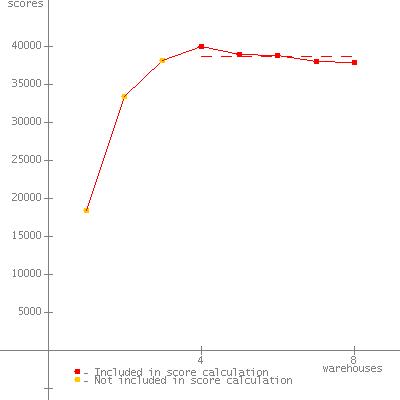 scores
40000
35000
30000
25000
20000
15000
10000
5000
4 8
warehouses
- Included in score calculation
- Not included in score calculation